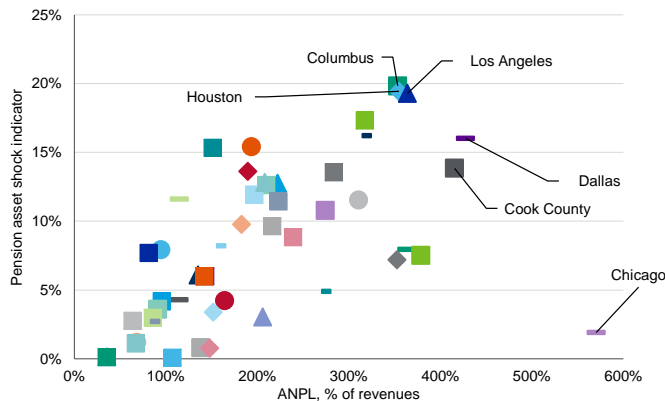 25%
20%
15%
10%
5%
0%
Pension asset shock indicator
Columbus
Los Angeles
Houston
Dallas
Cook County
Chicago
0% 100% 200% 300% 400% 500% 600%
ANPL, % of revenues